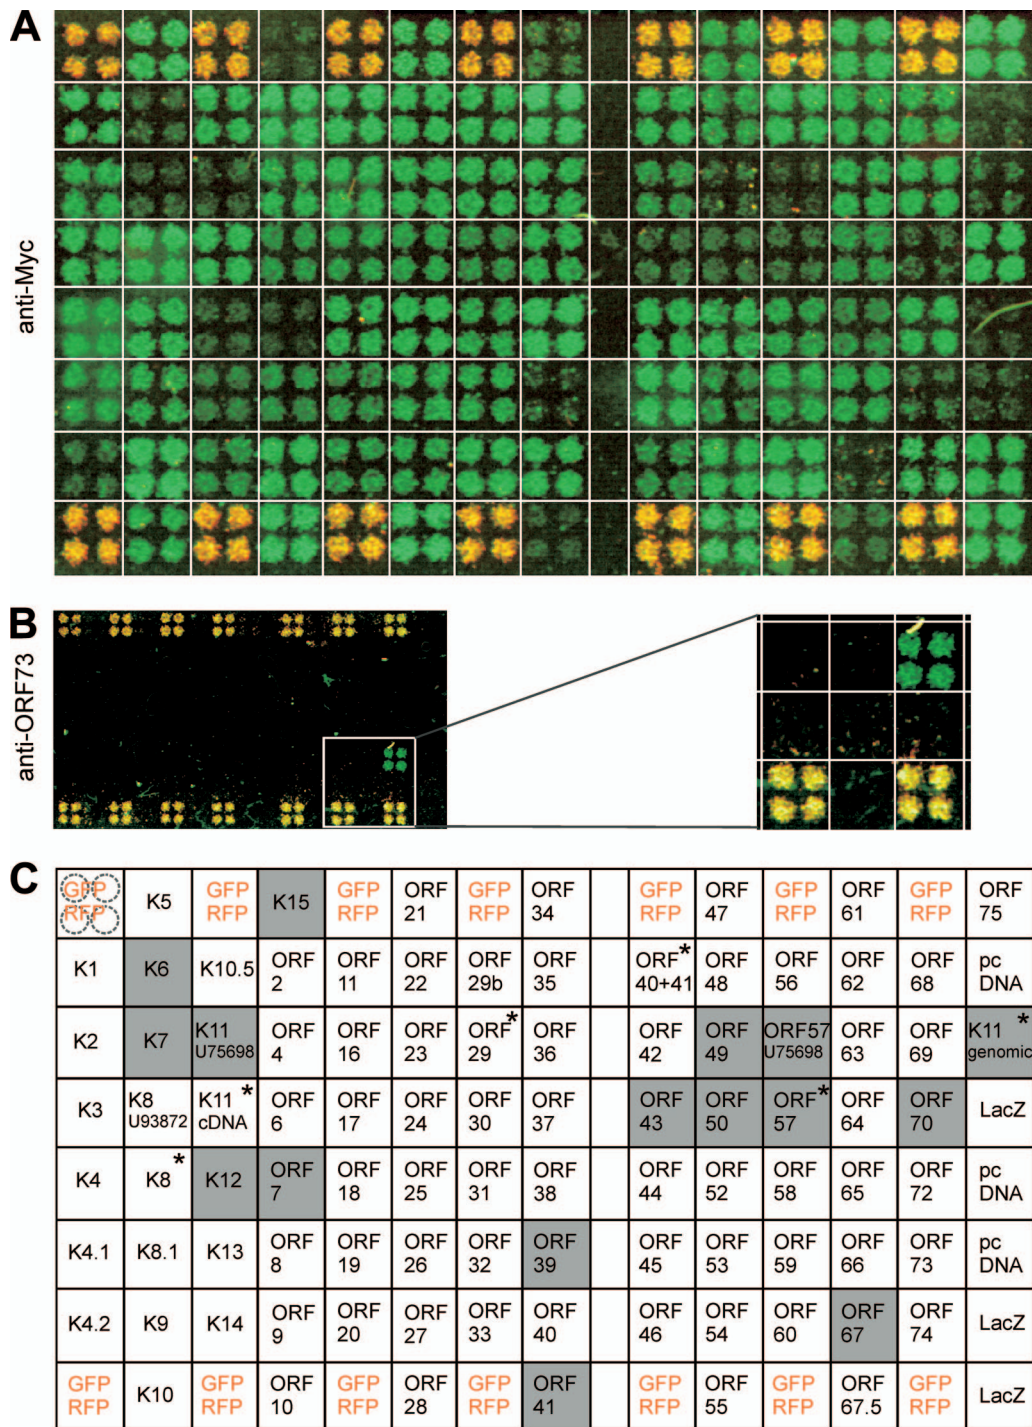 A
anti-Myc
B
anti-ORF73
C
GFP RFP K5 GFP RFP K15 GFP RFP ORF 21 GFP RFP ORF 34 GFP RFP ORF 47 GFP RFP ORF 61 GFP RFP ORF 75
K1 K6 K10.5 ORF 2 ORF 11 ORF 22 ORF 29b ORF 35 ORF* 40+41 ORF 48 ORF 56 ORF 62 ORF 68 pc DNA
K2 K7 K11 U75698 ORF 4 ORF 16 ORF 23 ORF* 29 ORF 36 ORF 42 ORF 49 ORF57 U75698 ORF 63 ORF 69 K11* genomic
K3 K8 U93872 K11* cDNA ORF 6 ORF 17 ORF 24 ORF 30 ORF 37 ORF 43 ORF 50 ORF* 57 ORF 64 ORF 70 LacZ
K4 K8* K12 ORF 7 ORF 18 ORF 25 ORF 31 ORF 38 ORF 44 ORF 52 ORF 58 ORF 65 ORF 72 pc DNA
K4.1 K8.1 K13 ORF 8 ORF 19 ORF 26 ORF 32 ORF 39 ORF 45 ORF 53 ORF 59 ORF 66 ORF 73 pc DNA
K4.2 K9 K14 ORF 9 ORF 20 ORF 27 ORF 33 ORF 40 ORF 46 ORF 54 ORF 60 ORF 67 ORF 74 LacZ
GFP RFP K10 GFP RFP ORF 10 GFP RFP ORF 28 GFP RFP ORF 41 GFP RFP ORF 55 GFP RFP ORF 67.5 GFP RFP LacZ